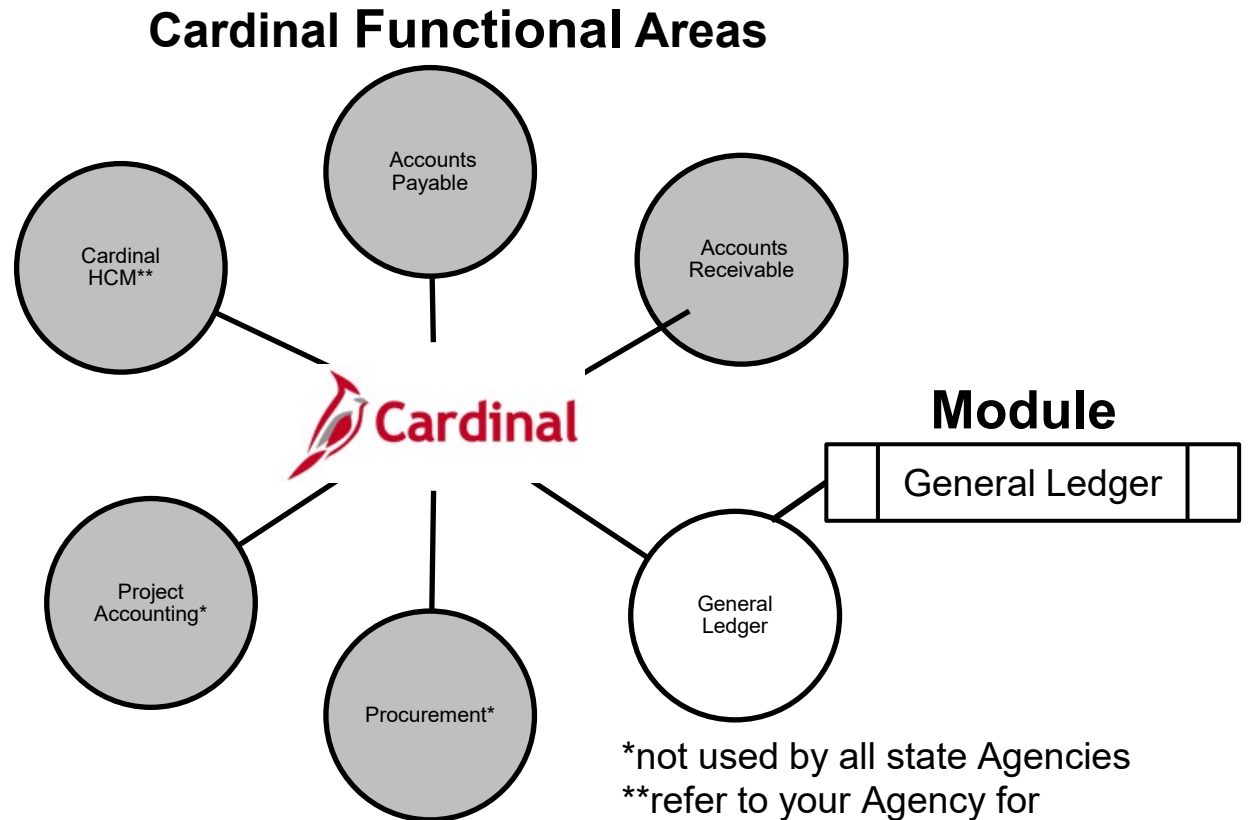 Cardinal Functional Areas
Accounts
Payable
Cardinal
HCM**
Accounts
Receivable
Cardinal
Module
General Ledger
Project
Accounting*
General
Ledger
Procurement*
*not used by all state Agencies
**refer to your Agency for